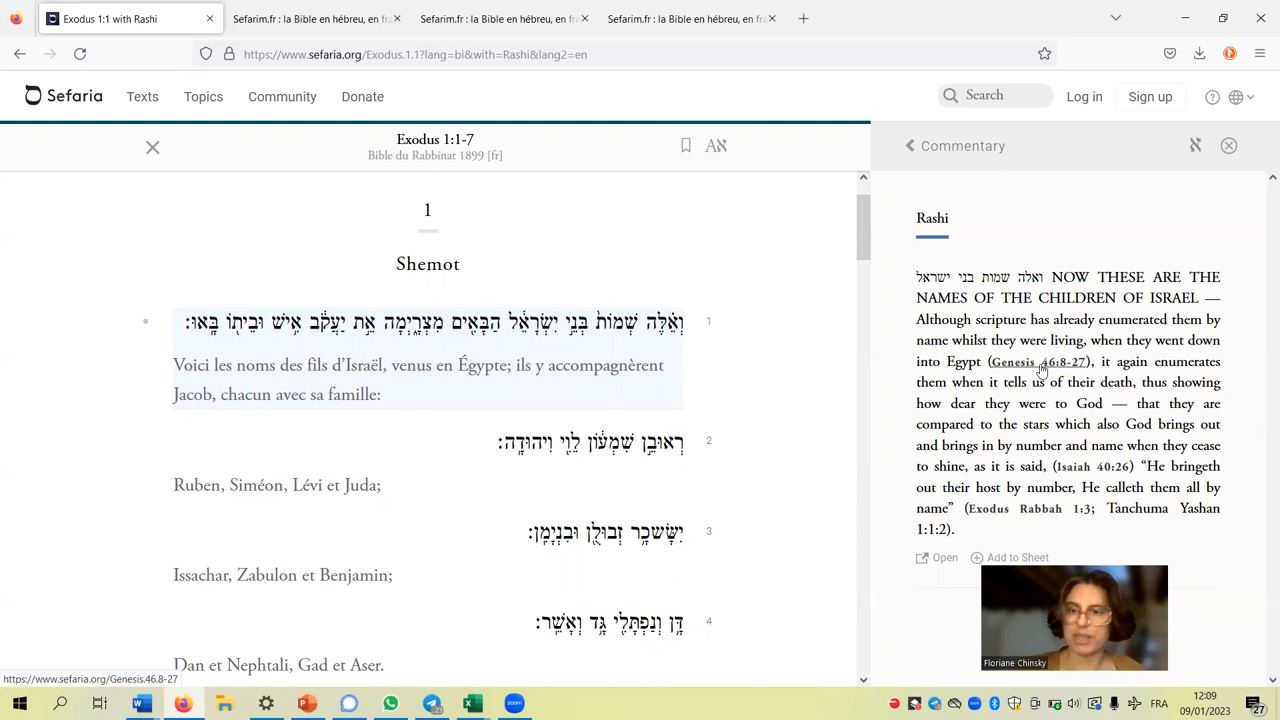 Exodus 1:1 with Rashi
Sefarim.fr : la Bible en hébreu, en fra
Sefarim.fr : la Bible en hébreu, en fra
Sefarim.fr : la Bible en hébreu, en fra
https://www.sefaria.org/Exodus.1.1?lang=bi&with=Rashi&lang2=en
Sefaria
Texts
Topics
Community
Donate
Search
Log in
Sign up
Exodus 1:1-7
Bible du Rabbinat 1899 [fr]
Commentary
1
Shemot
1
וְאֵ֗לֶּה שְׁמוֹת֙ בְּנֵ֣י יִשְׂרָאֵ֔ל הַבָּאִ֖ים מִצְרָ֑יְמָה אֵ֣ת יַעֲקֹ֔ב אִ֥ישׁ וּבֵית֖וֹ בָּֽאוּ׃
Voici les noms des fils d’Israël, venus en Égypte; ils y accompagnèrent
Jacob, chacun avec sa famille:
2
רְאוּבֵ֣ן שִׁמְע֔וֹן לֵוִ֖י וִיהוּדָֽה׃
Ruben, Siméon, Lévi et Juda;
3
יִשָּׂשכָ֥ר זְבוּלֻ֖ן וּבִנְיָמִֽן׃
Issachar, Zabulon et Benjamin;
4
דָּ֥ן וְנַפְתָּלִ֖י גָּ֥ד וְאָשֵֽׁר׃
Dan et Nephtali, Gad et Aser.
Rashi
ואלה שמות בני ישראל NOW THESE ARE THE
NAMES OF THE CHILDREN OF ISRAEL —
Although scripture has already enumerated them by
name whilst they were living, when they went down
into Egypt (Genesis 46:8-27), it again enumerates
them when it tells us of their death, thus showing
how dear they were to God — that they are
compared to the stars which also God brings out
and brings in by number and name when they cease
to shine, as it is said, (Isaiah 40:26) “He bringeth
out their host by number, He calleth them all by
name” (Exodus Rabbah 1:3; Tanchuma Yashan
1:1:2).
Open
Add to Sheet
Floriane Chinsky
https://www.sefaria.org/Genesis.46.8-27
zoom
FRA
12:09
09/01/2023
27